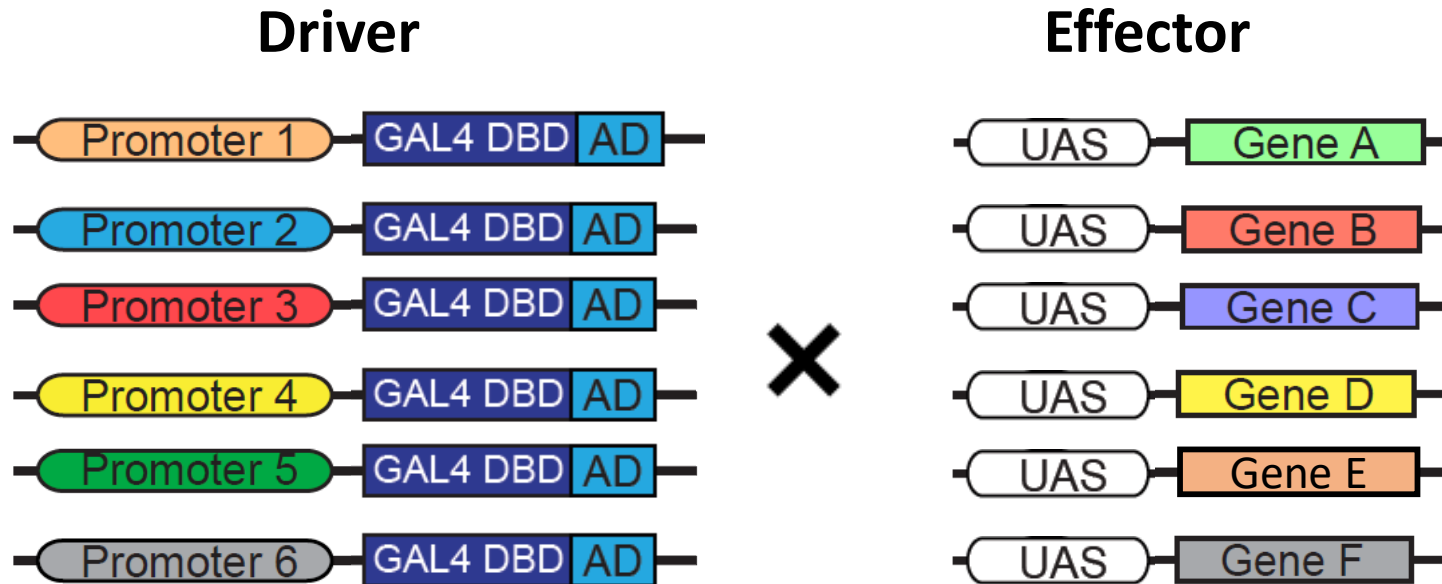 Driver
Effector
Promoter 1 GAL4 DBD AD
UAS Gene A
Promoter 2 GAL4 DBD AD
UAS Gene B
Promoter 3 GAL4 DBD AD
UAS Gene C
Promoter 4 GAL4 DBD AD
UAS Gene D
Promoter 5 GAL4 DBD AD
UAS Gene E
Promoter 6 GAL4 DBD AD
UAS Gene F